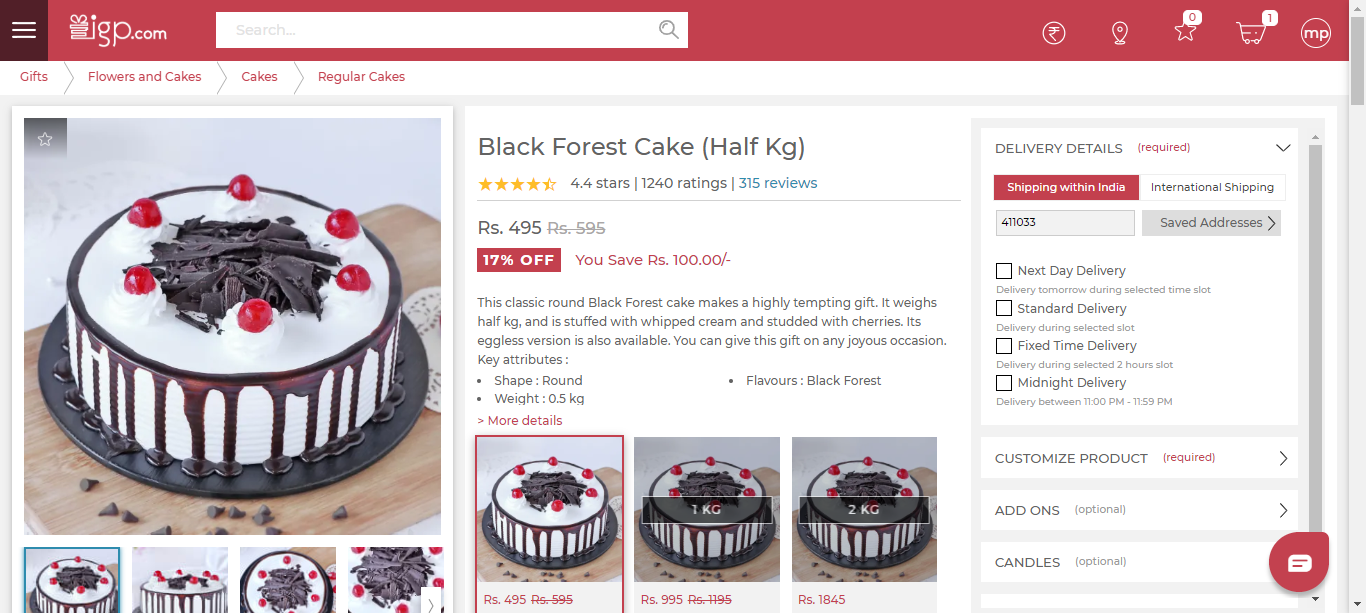 igp.com
Search...
0
1
mp
Gifts
Flowers and Cakes
Cakes
Regular Cakes
Black Forest Cake (Half Kg)
4.4 stars | 1240 ratings | 315 reviews
Rs. 495 Rs. 595
17% OFF You Save Rs. 100.00/-
This classic round Black Forest cake makes a highly tempting gift. It weighs
half kg, and is stuffed with whipped cream and studded with cherries. Its
eggless version is also available. You can give this gift on any joyous occasion.
Key attributes :
• Shape : Round
• Flavours : Black Forest
• Weight : 0.5 kg
> More details
1 KG
2 KG
Rs. 495 Rs. 595
Rs. 995 Rs. 1195
Rs. 1845
DELIVERY DETAILS (required)
Shipping within India
International Shipping
411033
Saved Addresses
Next Day Delivery
Delivery tomorrow during selected time slot
Standard Delivery
Delivery during selected slot
Fixed Time Delivery
Delivery during selected 2 hours slot
Midnight Delivery
Delivery between 11:00 PM - 11:59 PM
CUSTOMIZE PRODUCT (required)
ADD ONS (optional)
CANDLES (optional)